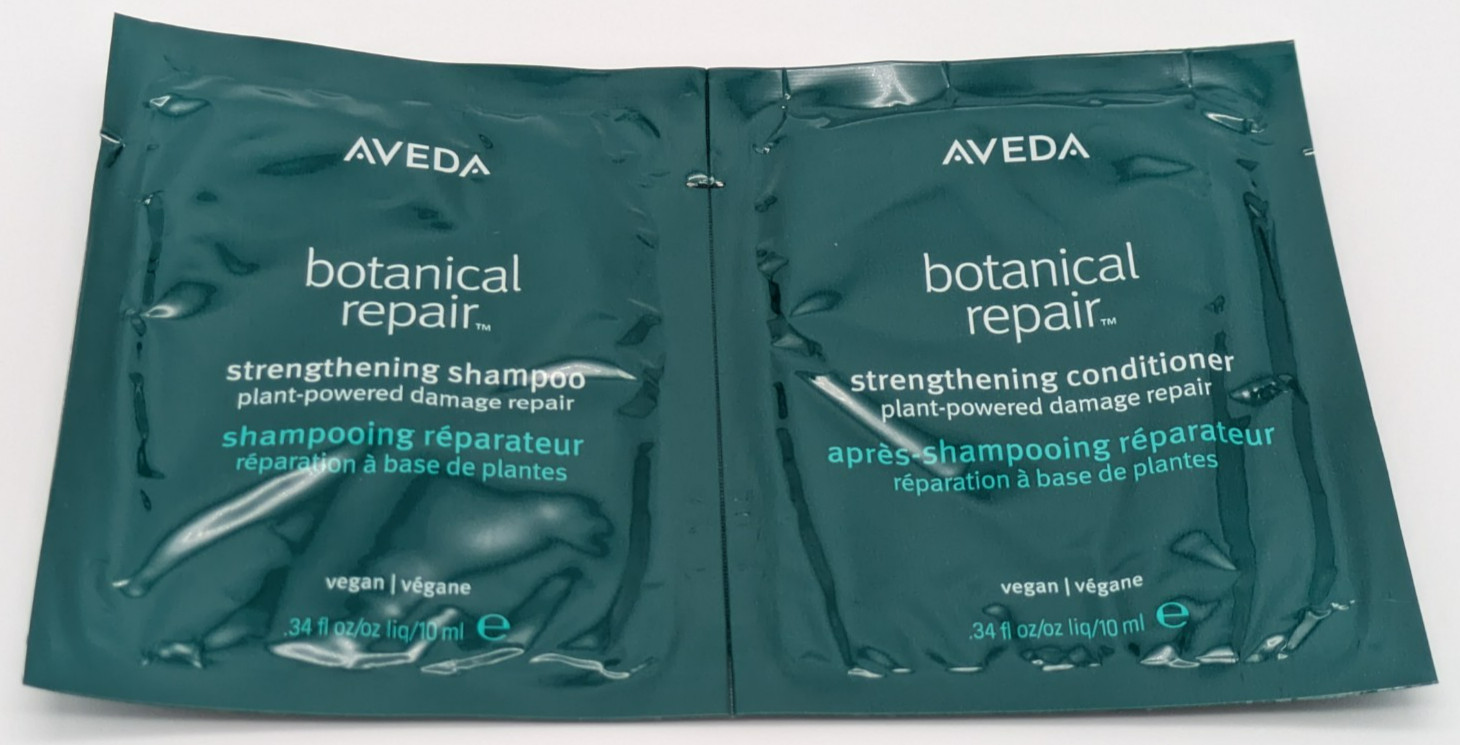 AVEDA
botanical
repair™
strengthening shampoo
plant-powered damage repair
shampooing réparateur
réparation à base de plantes
vegan | végane
.34 fl oz/oz liq/10 ml ℮
AVEDA
botanical
repair™
strengthening conditioner
plant-powered damage repair
après-shampooing réparateur
réparation à base de plantes
vegan | végane
.34 fl oz/oz liq/10 ml ℮